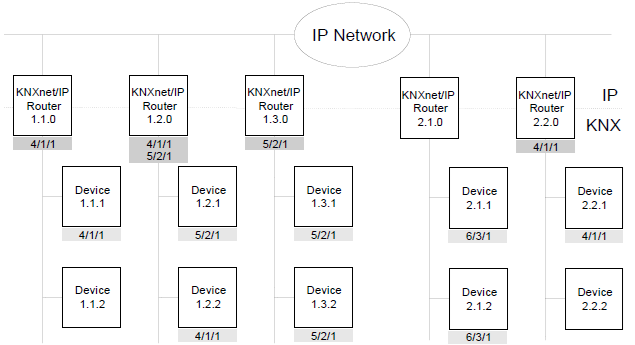 IP Network
KNXnet/IP
Router
1.1.0
KNXnet/IP
Router
1.2.0
KNXnet/IP
Router
1.3.0
KNXnet/IP
Router
2.1.0
KNXnet/IP
Router
2.2.0
IP
KNX
4/1/1
4/1/1
5/2/1
5/2/1
4/1/1
Device
1.1.1
Device
1.2.1
Device
1.3.1
Device
2.1.1
Device
2.2.1
4/1/1
5/2/1
5/2/1
6/3/1
4/1/1
Device
1.1.2
Device
1.2.2
Device
1.3.2
Device
2.1.2
Device
2.2.2
4/1/1
5/2/1
6/3/1